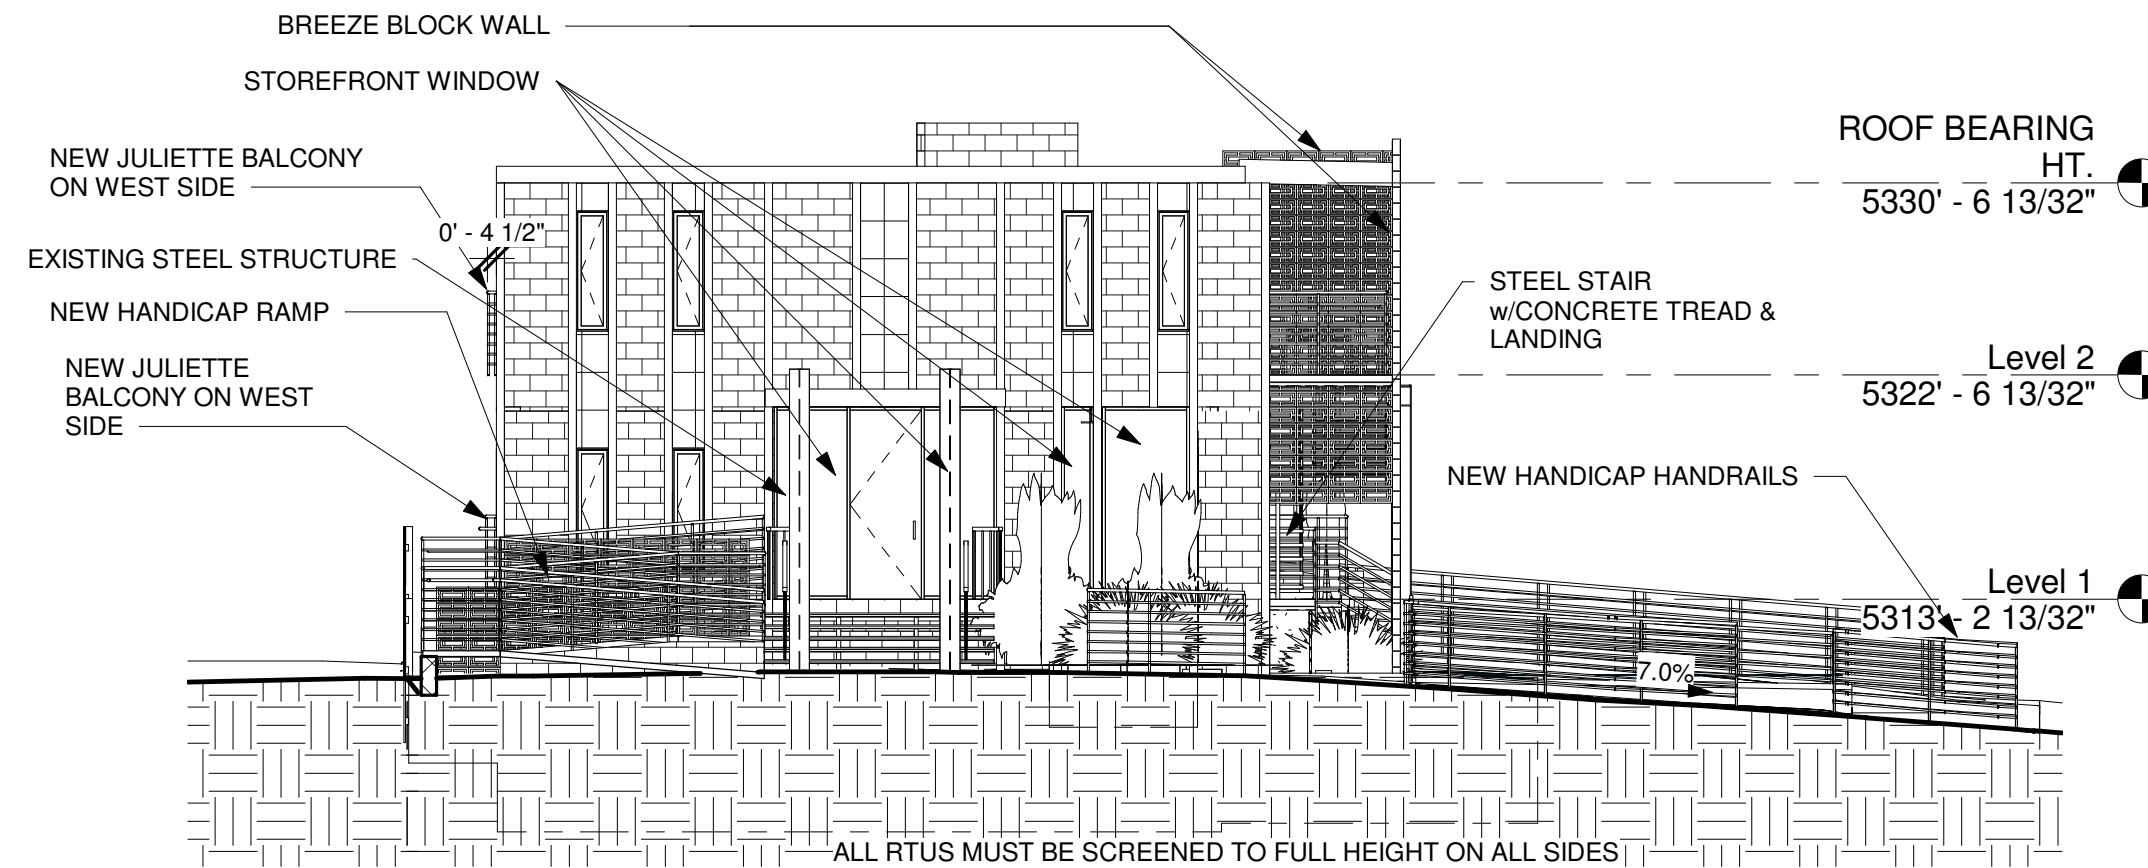 BREEZE BLOCK WALL
STOREFRONT WINDOW
NEW JULIETTE BALCONY
ON WEST SIDE
0' - 4 1/2"
EXISTING STEEL STRUCTURE
NEW HANDICAP RAMP
NEW JULIETTE
BALCONY ON WEST
SIDE
ROOF BEARING
HT.
5330' - 6 13/32"
STEEL STAIR
w/CONCRETE TREAD &
LANDING
Level 2
5322' - 6 13/32"
NEW HANDICAP HANDRAILS
Level 1
5313' - 2 13/32"
7.0%
ALL RTUS MUST BE SCREENED TO FULL HEIGHT ON ALL SIDES